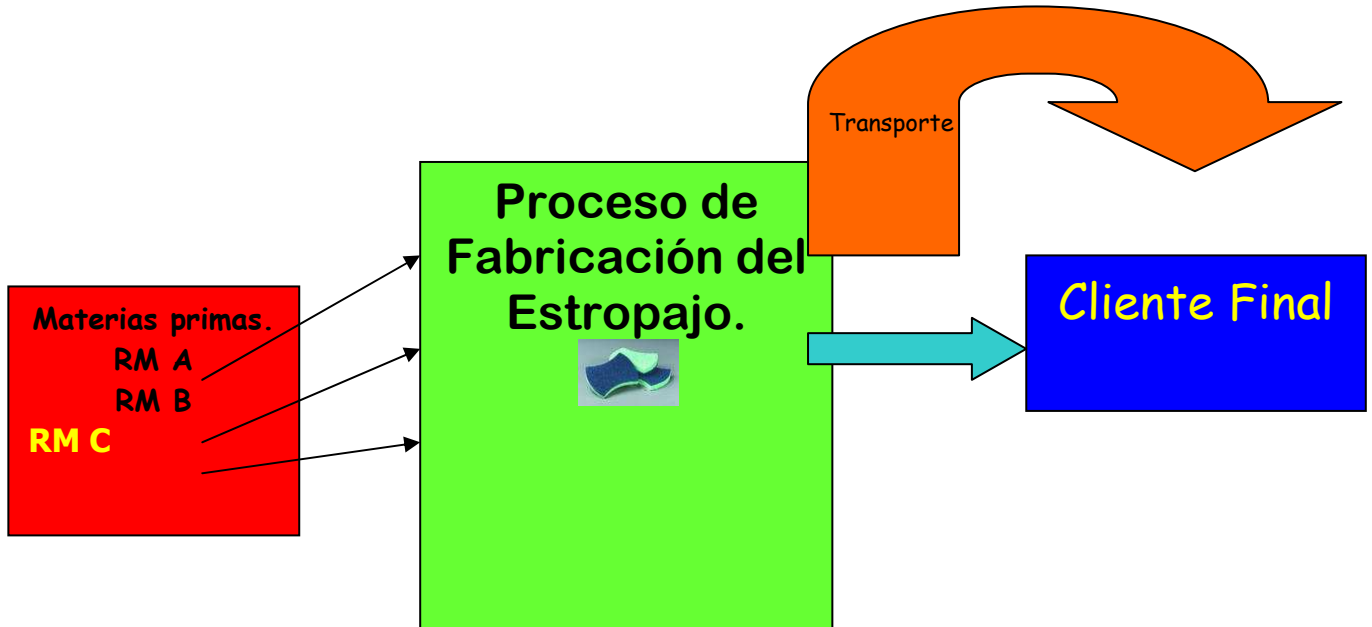 Transporte
Proceso de
Fabricación del
Estropajo.
Materias primas.
RM A
RM B
RM C
Cliente Final